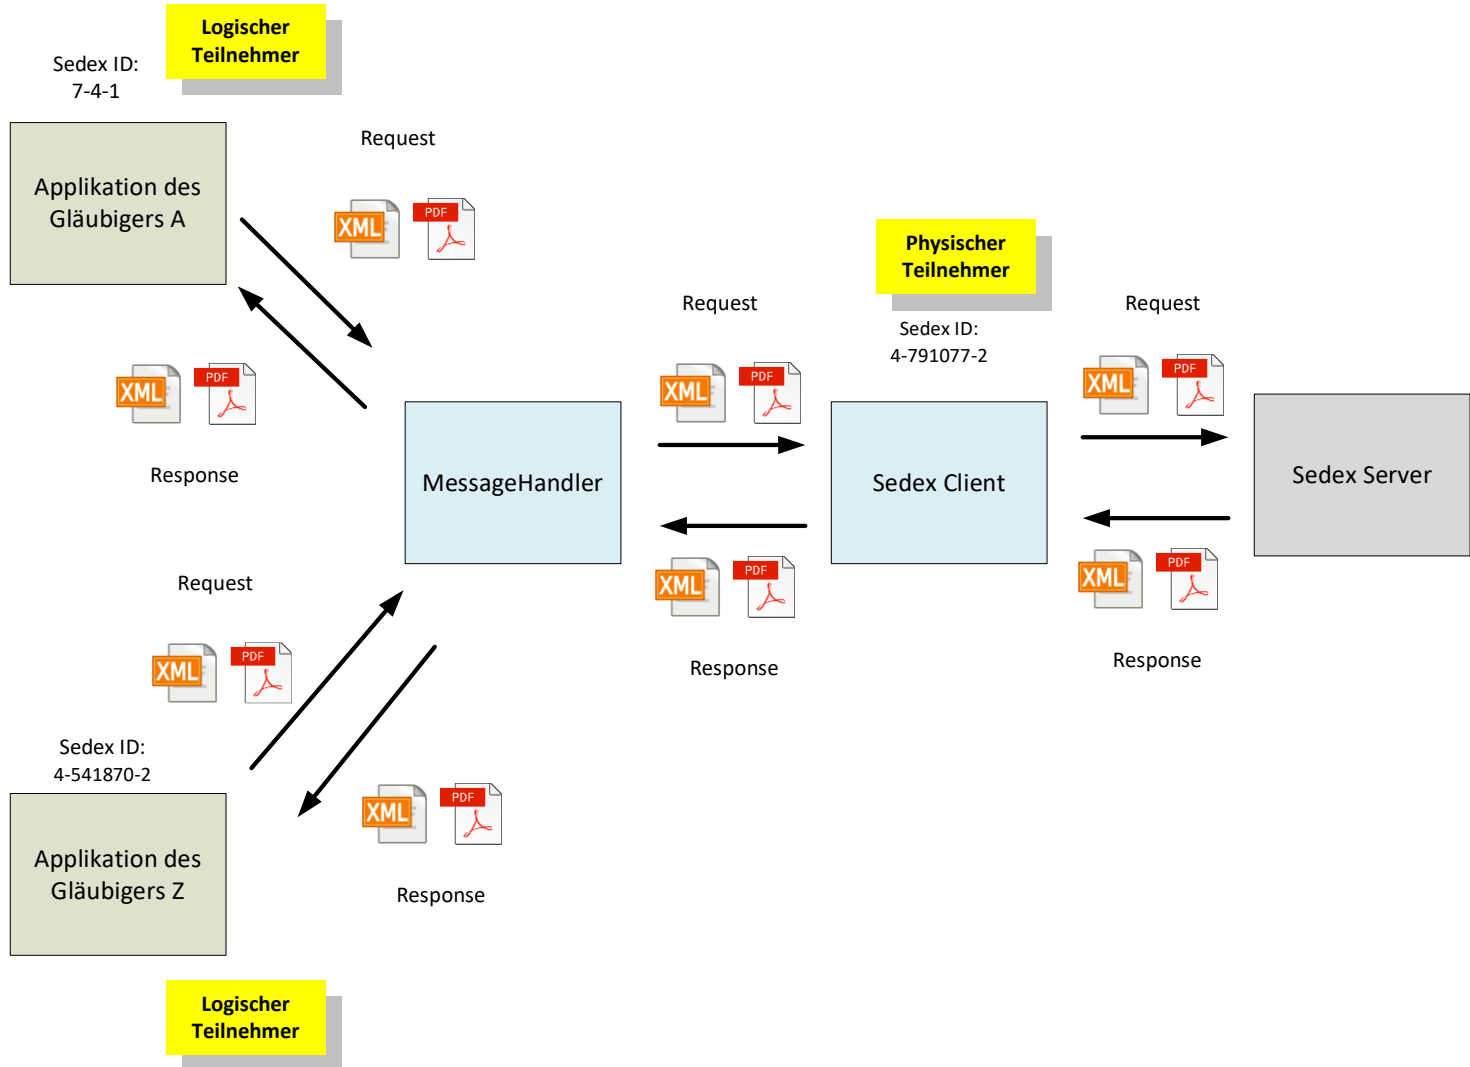 Logischer
Teilnehmer
Sedex ID:
7-4-1
Applikation des
Gläubigers A
Request
XML
PDF
XML
PDF
Response
Physischer
Teilnehmer
Sedex ID:
4-791077-2
Request
XML
PDF
MessageHandler
Sedex Client
XML
PDF
Response
Request
XML
PDF
Sedex Server
XML
PDF
Response
Request
XML
PDF
Sedex ID:
4-541870-2
Applikation des
Gläubigers Z
XML
PDF
Response
Logischer
Teilnehmer